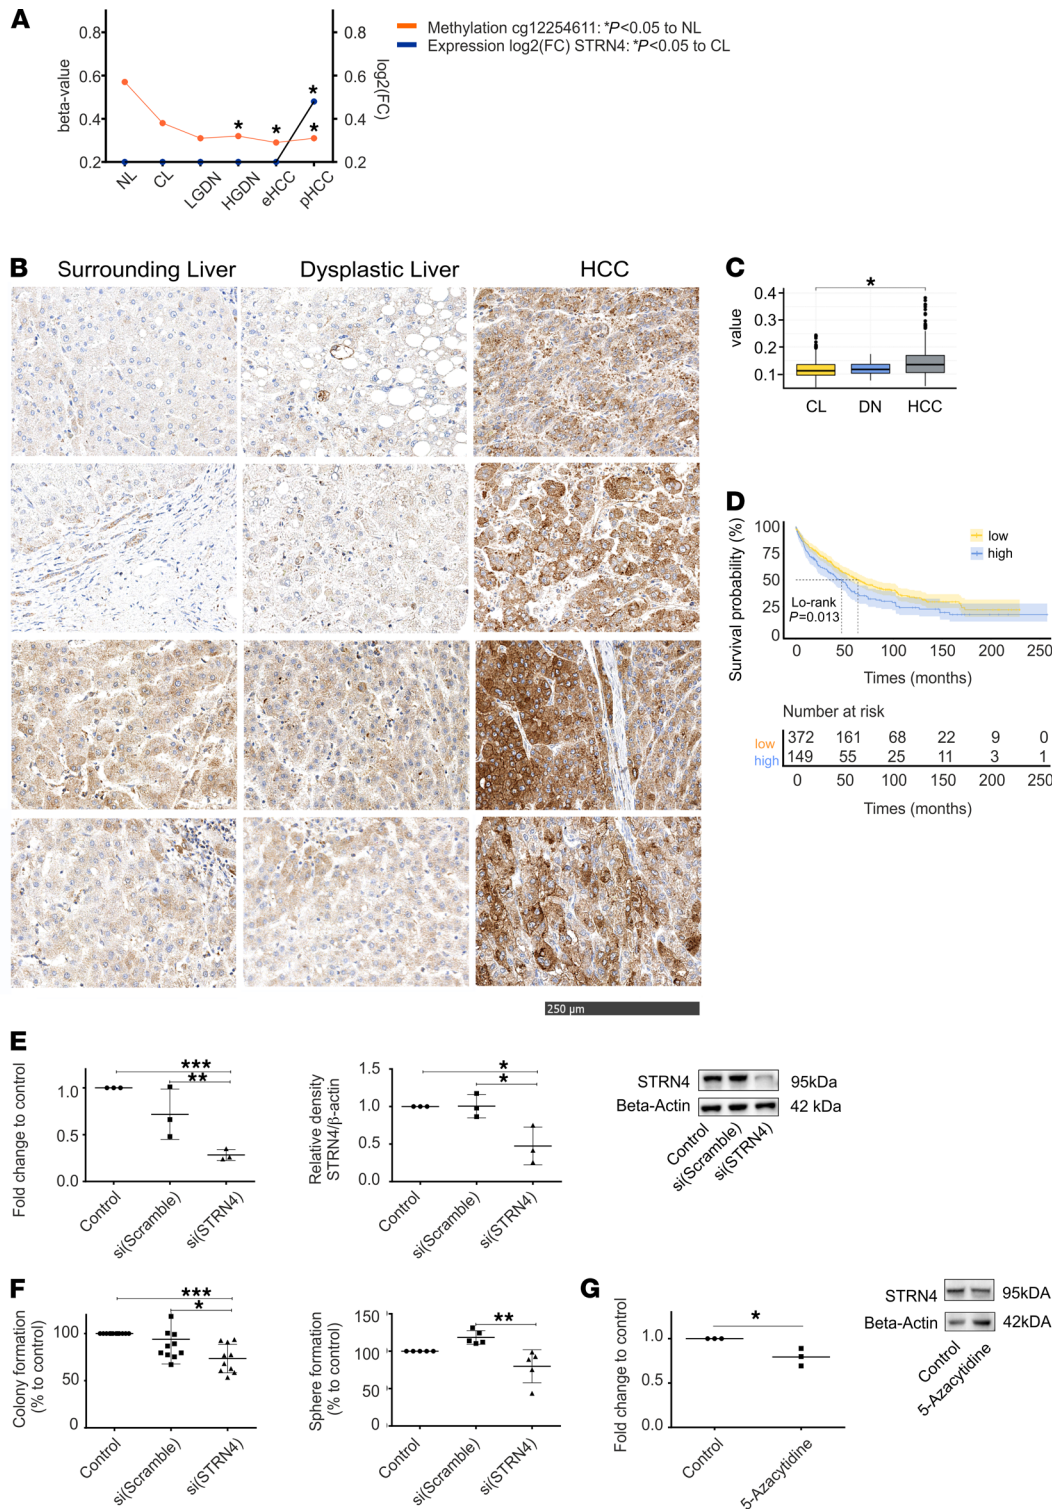 A
Methylation cg12254611: *P<0.05 to NL
Expression log2(FC) STRN4: *P<0.05 to CL
0.8
0.6
0.4
0.2
beta-value
0.8
0.6
0.4
0.2
log2(FC)
* * * *
NL
CL
LGDN
HGDN
eHCC
pHCC
B
Surrounding Liver
Dysplastic Liver
HCC
250 µm
C
*
0.4
0.3
0.2
0.1
value
CL DN HCC
D
100
75
50
25
0
Survival probability (%)
low
high
Lo-rank
P=0.013
0 50 100 150 200 250
Times (months)
Number at risk
low 372 161 68 22 9 0
high 149 55 25 11 3 1
0 50 100 150 200 250
Times (months)
E
***
**
1.0
0.5
0.0
Fold change to control
Control
si(Scramble)
si(STRN4)
*
*
1.5
1.0
0.5
0.0
Relative density
STRN4/β-actin
Control
si(Scramble)
si(STRN4)
STRN4 95kDa
Beta-Actin 42 kDa
Control
si(Scramble)
si(STRN4)
F
***
*
100
50
0
Colony formation
(% to control)
Control
si(Scramble)
si(STRN4)
**
150
100
50
0
Sphere formation
(% to control)
Control
si(Scramble)
si(STRN4)
G
*
1.0
0.5
0.0
Fold change to control
Control
5-Azacytidine
STRN4 95kDA
Beta-Actin 42kDA
Control
5-Azacytidine